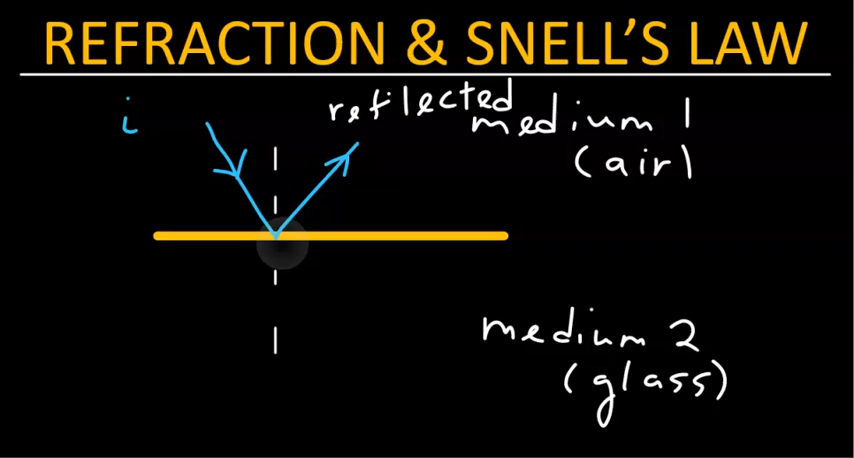 REFRACTION & SNELL'S LAW
i
reflected
medium 1
(air)
medium 2
(glass)